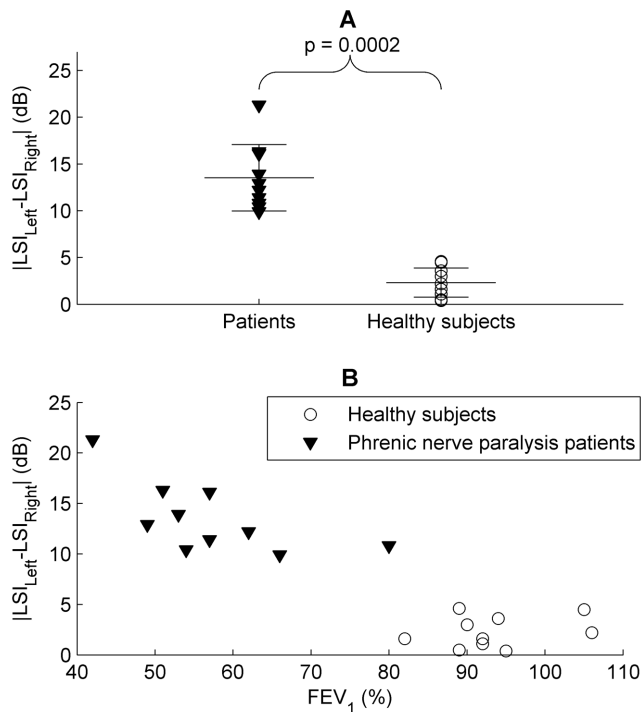 A
p = 0.0002
|LSI_Left-LSI_Right| (dB)
25
20
15
10
5
0
Patients
Healthy subjects
B
Healthy subjects
Phrenic nerve paralysis patients
|LSI_Left-LSI_Right| (dB)
25
20
15
10
5
0
40
50
60
70
80
90
100
110
FEV_1 (%)